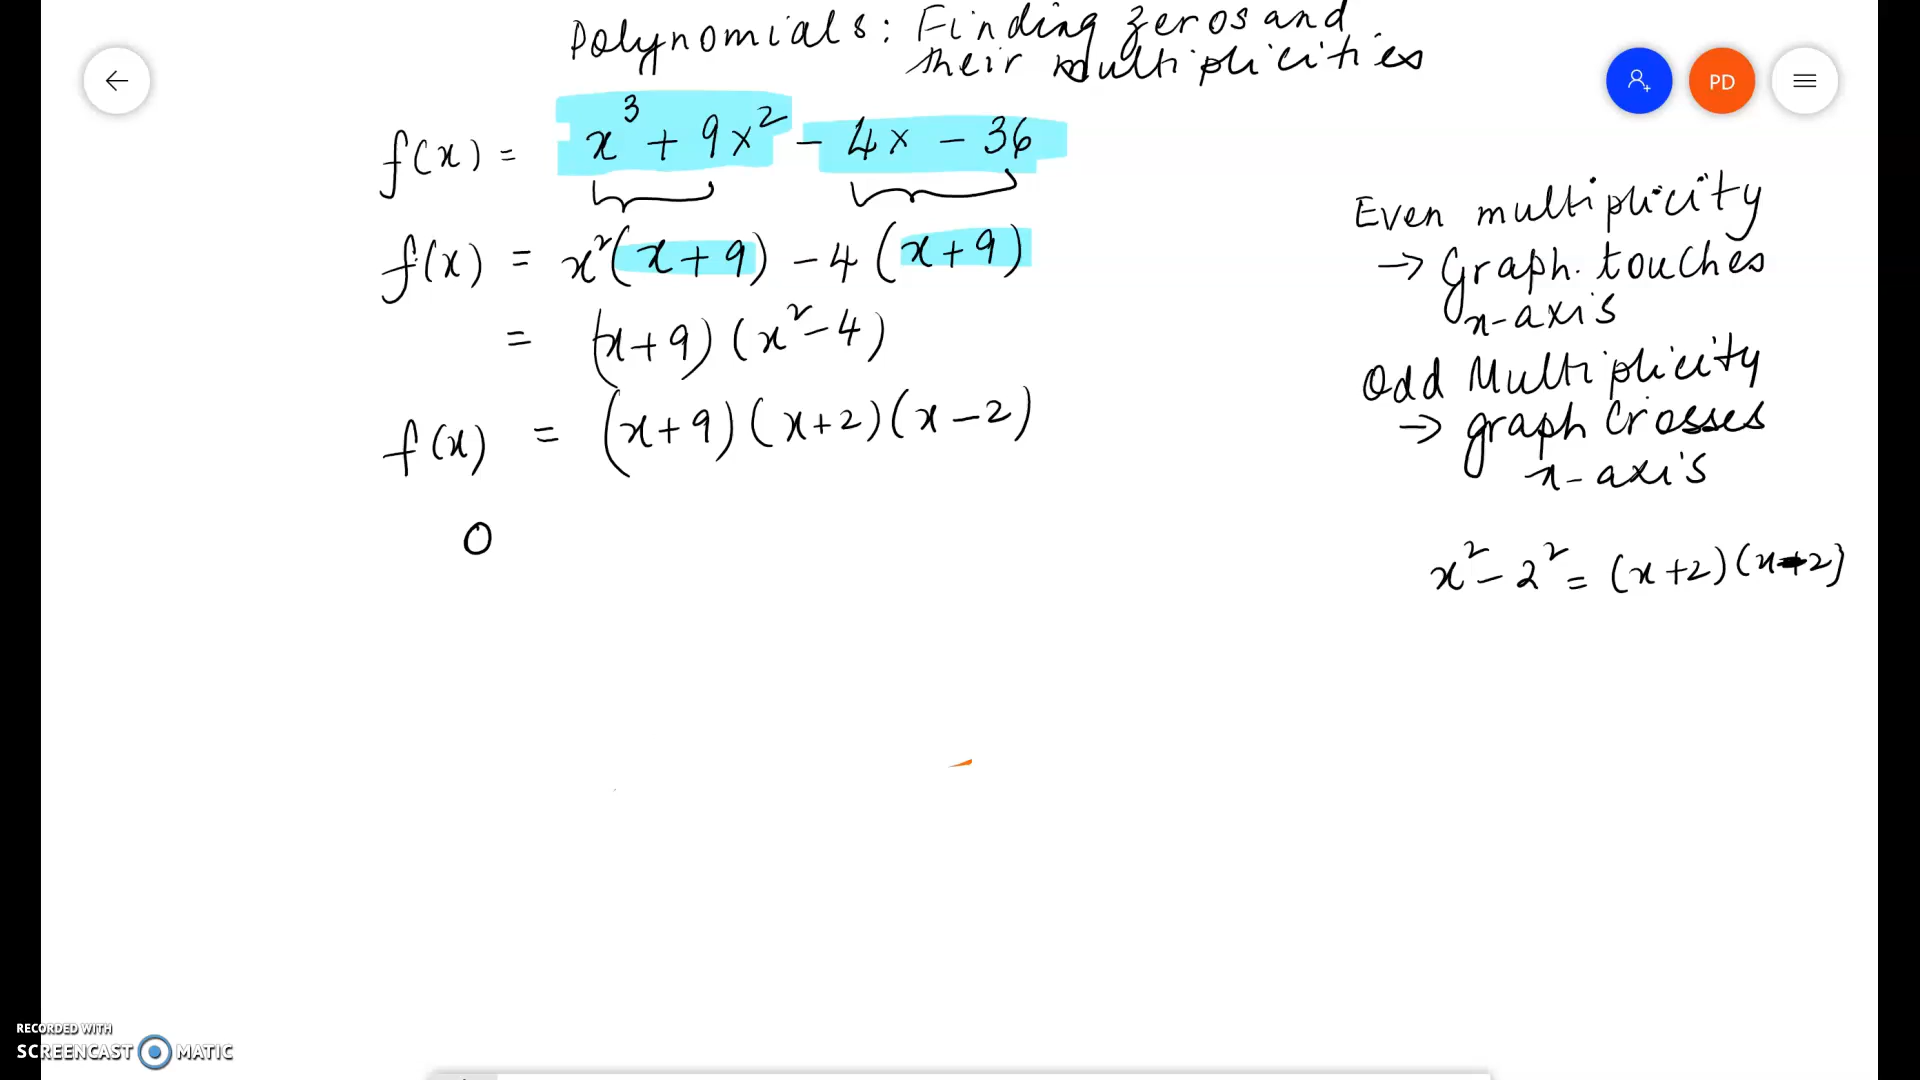 Polynomials: Finding zeros and
their multiplicities
f(x) = x³ + 9x² - 4x - 36
f(x) = x²(x+9) - 4(x+9)
= (x+9)(x²-4)
f(x) = (x+9)(x+2)(x-2)
0
PD
Even multiplicity
→ Graph touches
x-axis
Odd Multiplicity
→ graph crosses
x-axis
x² - 2² = (x+2)(x-2)
RECORDED WITH
SCREENCAST MATIC